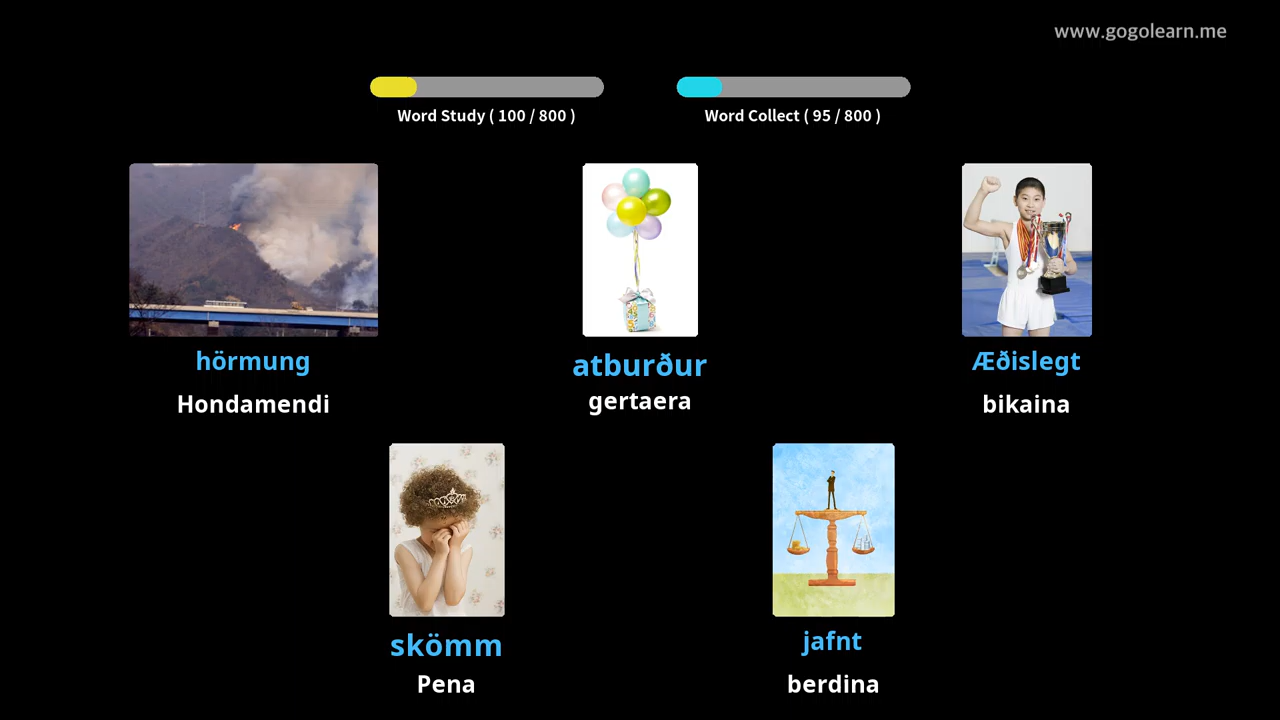 www.gogolearn.me
Word Study ( 100 / 800 )
Word Collect ( 95 / 800 )
hörmung
Hondamendi
atburður
gertaera
Æðislegt
bikaina
skömm
Pena
jafnt
berdina